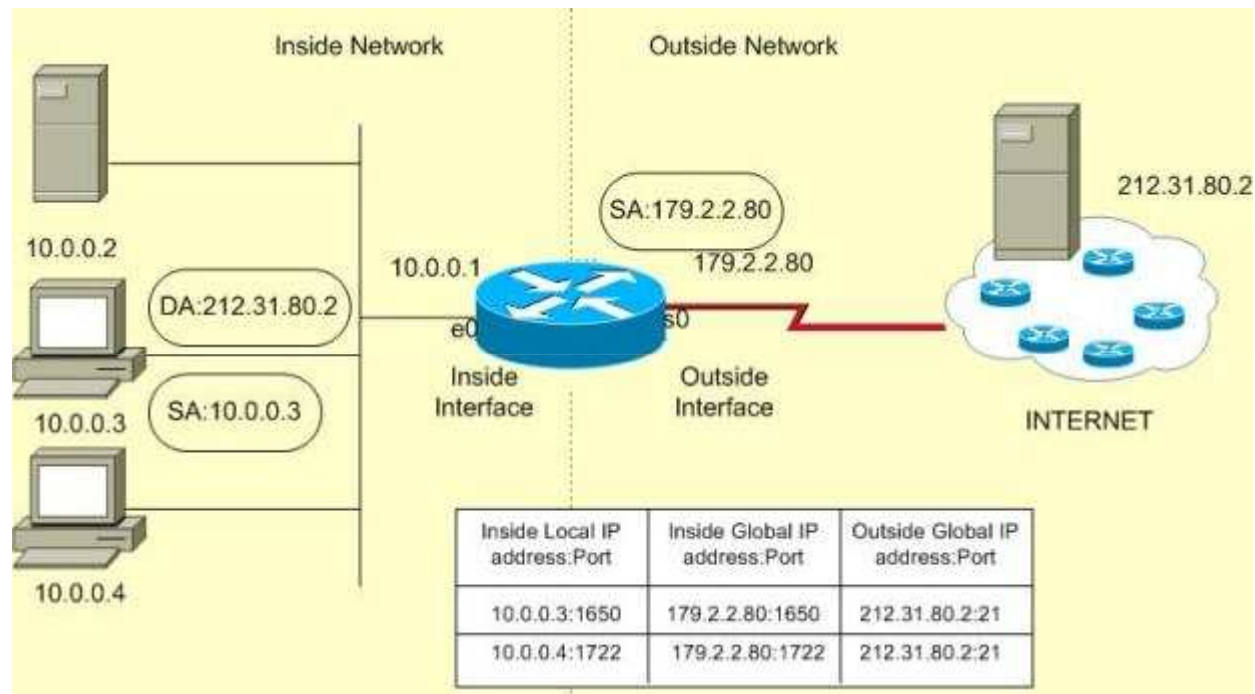 Inside Network
Outside Network
212.31.80.2
SA:179.2.2.80
10.0.0.2
10.0.0.1
179.2.2.80
DA:212.31.80.2
e0
s0
Inside
Interface
Outside
Interface
10.0.0.3
SA:10.0.0.3
INTERNET
10.0.0.4
Inside Local IP address:Port
Inside Global IP address:Port
Outside Global IP address:Port
10.0.0.3:1650
179.2.2.80:1650
212.31.80.2:21
10.0.0.4:1722
179.2.2.80:1722
212.31.80.2:21